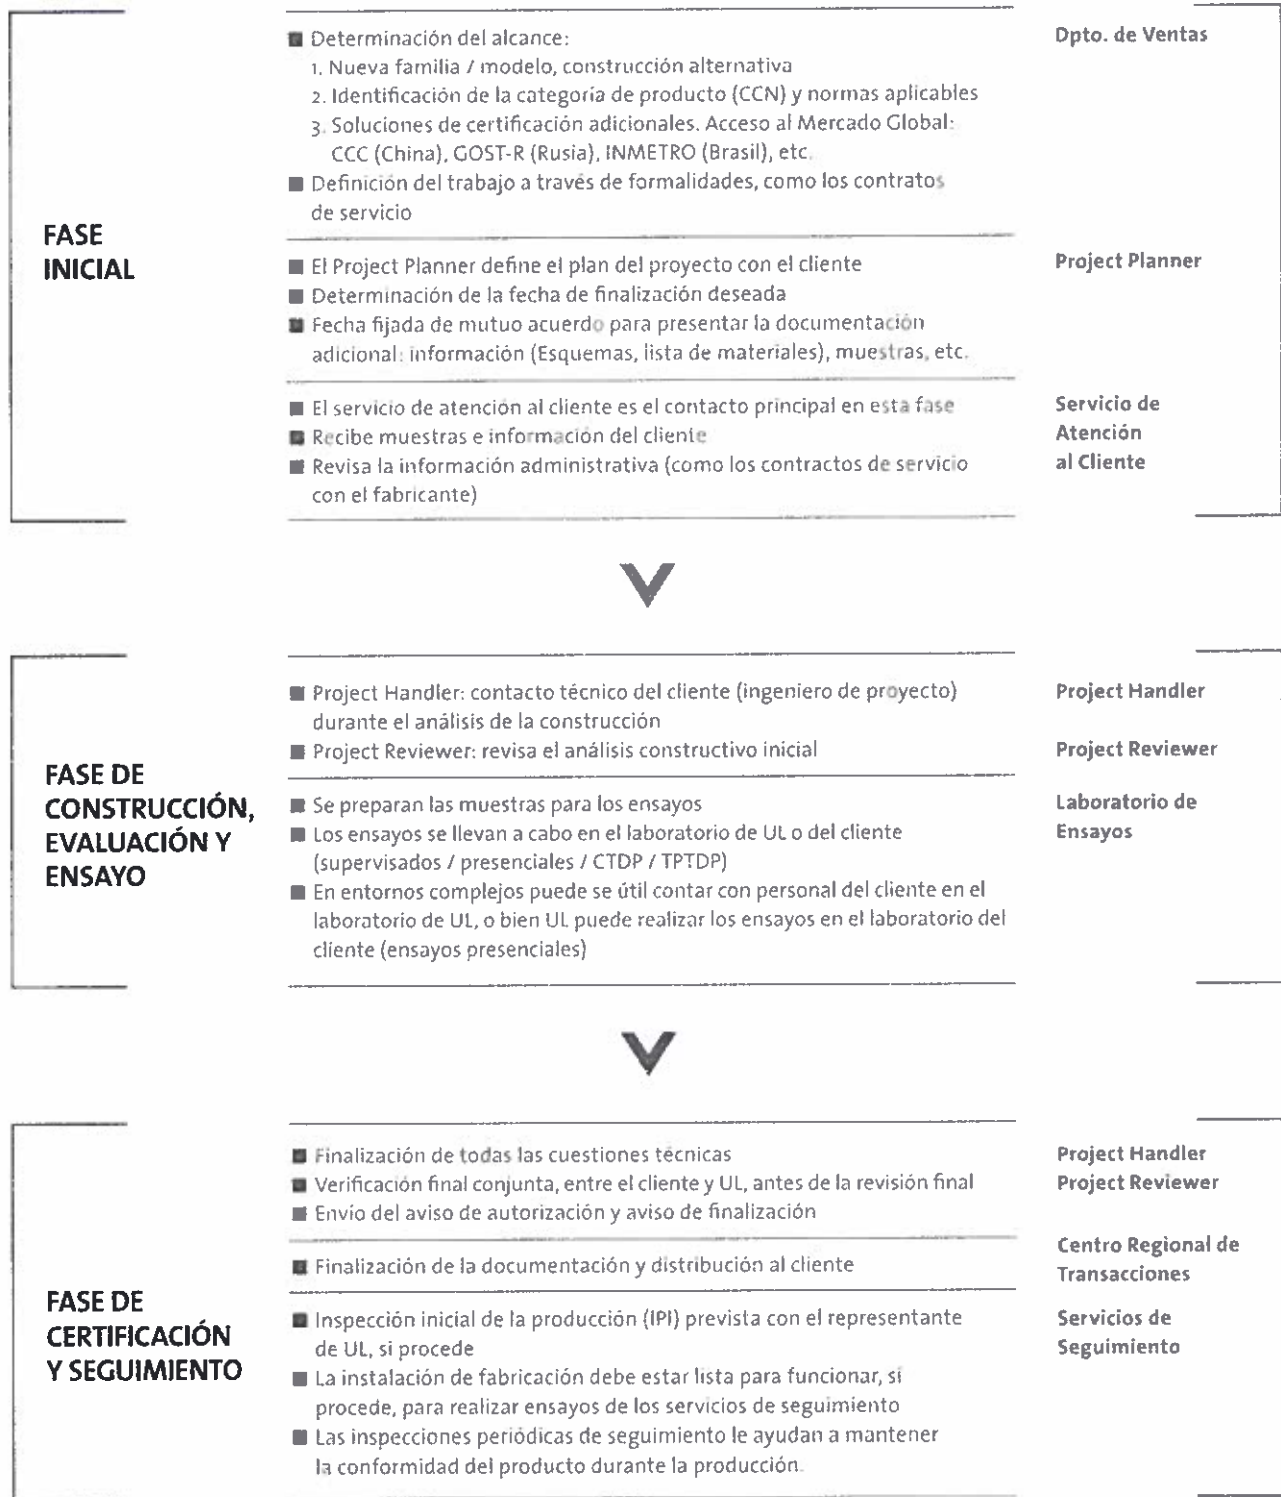 Determinación del alcance:
Dpto. de Ventas
1. Nueva familia / modelo, construcción alternativa
2. Identificación de la categoría de producto (CCN) y normas aplicables
3. Soluciones de certificación adicionales. Acceso al Mercado Global:
CCC (China), GOST-R (Rusia), INMETRO (Brasil), etc.
Definición del trabajo a través de formalidades, como los contratos
de servicio
FASE
INICIAL
El Project Planner define el plan del proyecto con el cliente
Project Planner
Determinación de la fecha de finalización deseada
Fecha fijada de mutuo acuerdo para presentar la documentación
adicional: información (Esquemas, lista de materiales), muestras, etc.
El servicio de atención al cliente es el contacto principal en esta fase
Recibe muestras e información del cliente
Revisa la información administrativa (como los contractos de servicio
con el fabricante)
Servicio de
Atención
al Cliente
FASE DE
CONSTRUCCIÓN,
EVALUACIÓN Y
ENSAYO
Project Handler: contacto técnico del cliente (ingeniero de proyecto)
durante el análisis de la construcción
Project Handler
Project Reviewer: revisa el análisis constructivo inicial
Project Reviewer
Se preparan las muestras para los ensayos
Los ensayos se llevan a cabo en el laboratorio de UL o del cliente
(supervisados / presenciales / CTDP / TPTDP)
En entornos complejos puede se útil contar con personal del cliente en el
laboratorio de UL, o bien UL puede realizar los ensayos en el laboratorio del
cliente (ensayos presenciales)
Laboratorio de
Ensayos
FASE DE
CERTIFICACIÓN
Y SEGUIMIENTO
Finalización de todas las cuestiones técnicas
Verificación final conjunta, entre el cliente y UL, antes de la revisión final
Envío del aviso de autorización y aviso de finalización
Project Handler
Project Reviewer
Finalización de la documentación y distribución al cliente
Centro Regional de
Transacciones
Inspección inicial de la producción (IPI) prevista con el representante
de UL, si procede
La instalación de fabricación debe estar lista para funcionar, si
procede, para realizar ensayos de los servicios de seguimiento
Las inspecciones periódicas de seguimiento le ayudan a mantener
la conformidad del producto durante la producción.
Servicios de
Seguimiento